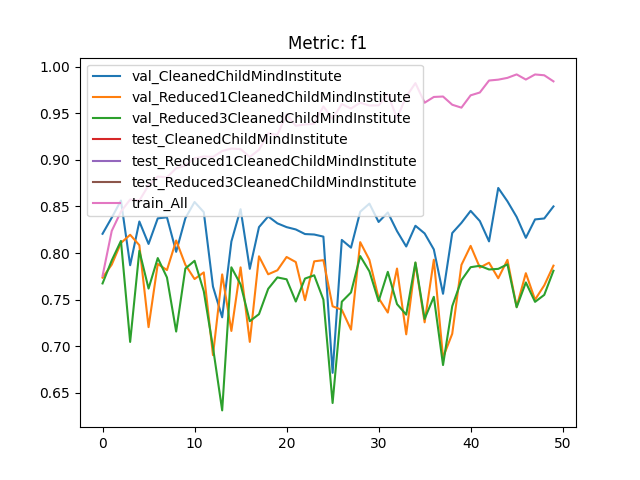 Metric: f1
val_CleanedChildMindInstitute
val_Reduced1CleanedChildMindInstitute
val_Reduced3CleanedChildMindInstitute
test_CleanedChildMindInstitute
test_Reduced1CleanedChildMindInstitute
test_Reduced3CleanedChildMindInstitute
train_All
1.00
0.95
0.90
0.85
0.80
0.75
0.70
0.65
0 10 20 30 40 50